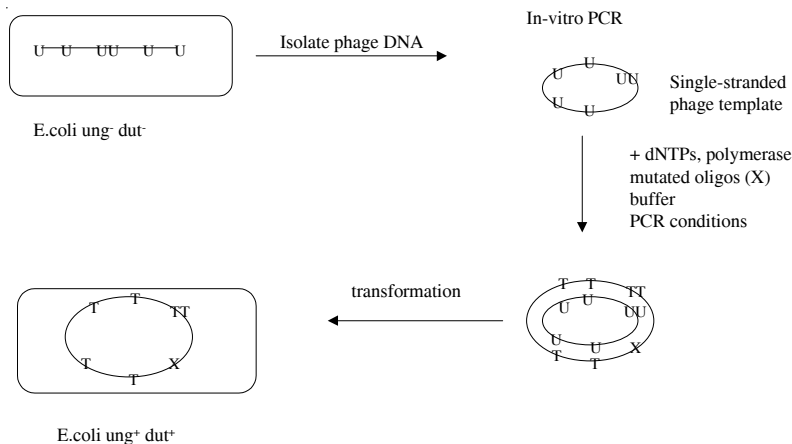 In-vitro PCR
U U UU U U
Isolate phage DNA
U U UU
U U
Single-stranded
phage template
E.coli ung- dut-
+ dNTPs, polymerase
mutated oligos (X)
buffer
PCR conditions
transformation
T T TT
U U UU
U U
T T X
T T TT
T T X
E.coli ung+ dut+